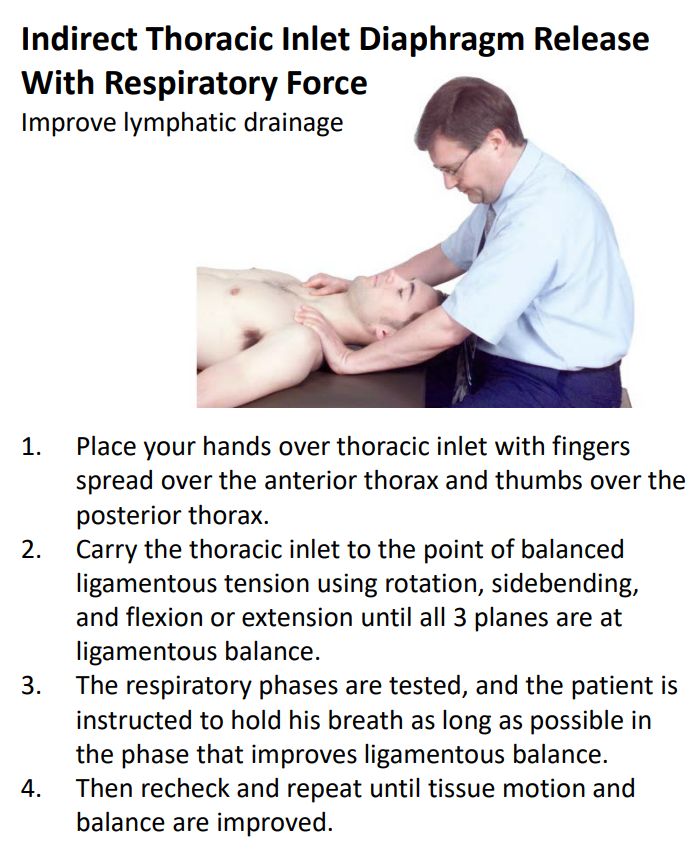 Indirect Thoracic Inlet Diaphragm Release
With Respiratory Force
Improve lymphatic drainage
1. Place your hands over thoracic inlet with fingers
spread over the anterior thorax and thumbs over the
posterior thorax.
2. Carry the thoracic inlet to the point of balanced
ligamentous tension using rotation, sidebending,
and flexion or extension until all 3 planes are at
ligamentous balance.
3. The respiratory phases are tested, and the patient is
instructed to hold his breath as long as possible in
the phase that improves ligamentous balance.
4. Then recheck and repeat until tissue motion and
balance are improved.